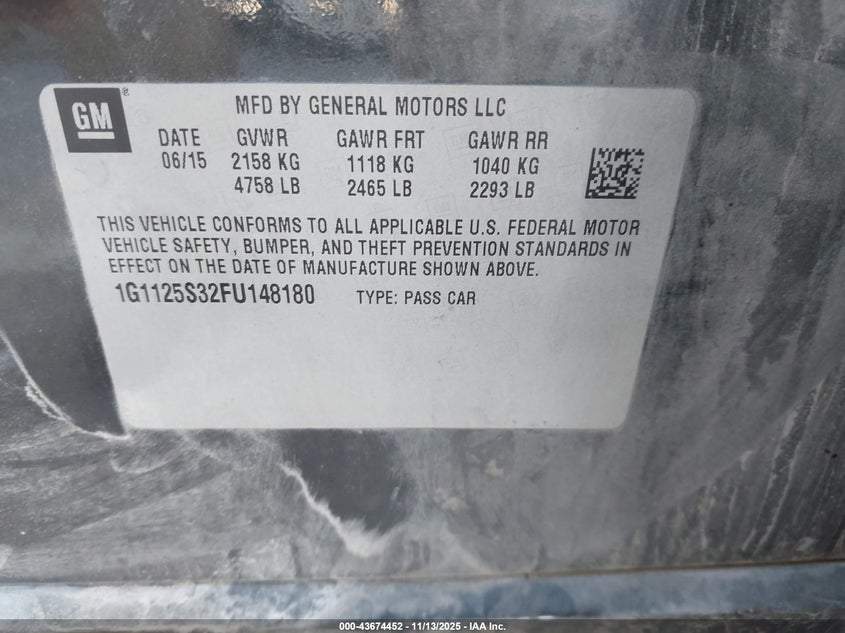 GM ®
MFD BY GENERAL MOTORS LLC
DATE GVWR GAWR FRT GAWR RR
06/15 2158 KG 1118 KG 1040 KG
4758 LB 2465 LB 2293 LB
THIS VEHICLE CONFORMS TO ALL APPLICABLE U.S. FEDERAL MOTOR
VEHICLE SAFETY, BUMPER, AND THEFT PREVENTION STANDARDS IN
EFFECT ON THE DATE OF MANUFACTURE SHOWN ABOVE.
1G1125S32FU148180 TYPE: PASS CAR
000-43674452 - 11/13/2025 - IAA Inc.